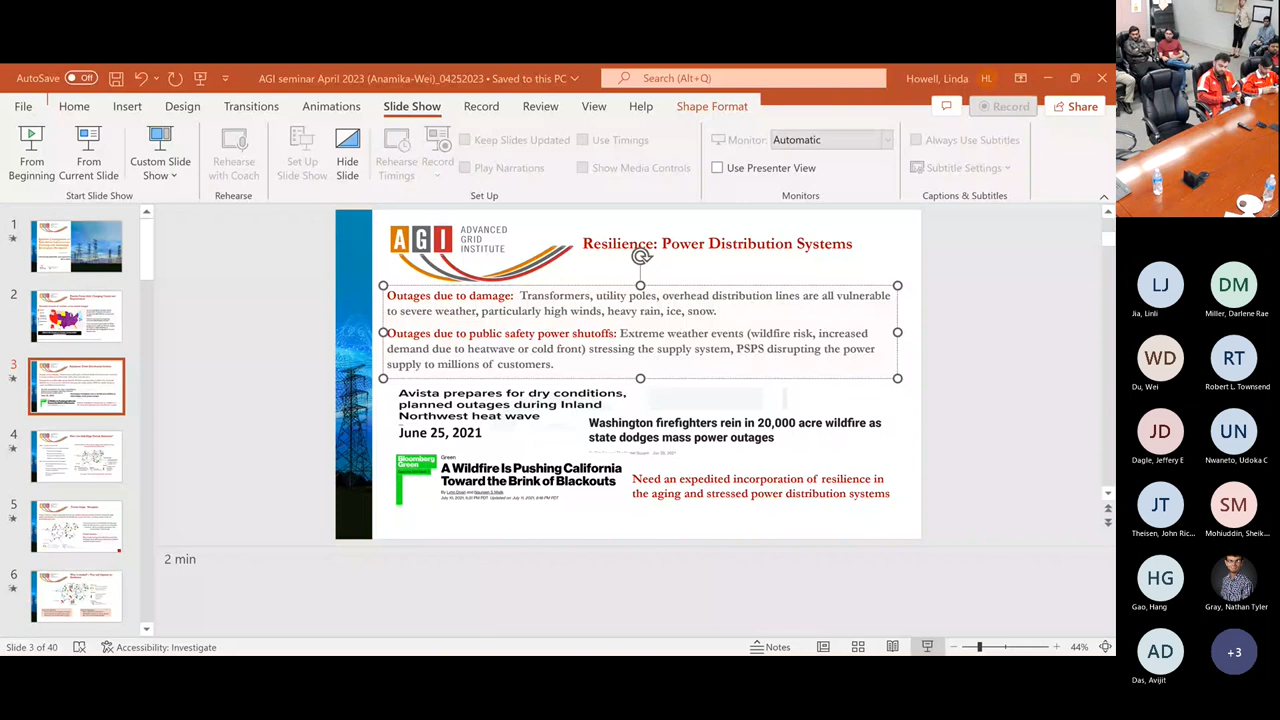 AutoSave Off AGI seminar April 2023 (Anamika-Wei)_04252023 • Saved to this PC Search (Alt+Q) Howell, Linda HL
File Home Insert Design Transitions Animations Slide Show Record Review View Help Shape Format Record Share
From Beginning
From Current Slide
Custom Slide Show
Start Slide Show
Rehearse with Coach
Rehearse
Set Up Slide Show
Hide Slide
Rehearse Timings
Record
Keep Slides Updated
Play Narrations
Use Timings
Show Media Controls
Set Up
Monitor: Automatic
Use Presenter View
Monitors
Always Use Subtitles
Subtitle Settings
Captions & Subtitles
1
2
3
4
5
6
AGI ADVANCED
GRID
INSTITUTE
Resilience: Power Distribution Systems
Outages due to damage: Transformers, utility poles, overhead distribution lines are all vulnerable
to severe weather, particularly high winds, heavy rain, ice, snow.
Outages due to public safety power shutoffs: Extreme weather events (wildfire risk, increased
demand due to heatwave or cold front) stressing the supply system, PSPS disrupting the power
supply to millions of customers.
Avista prepares for dry conditions,
planned outages during Inland
Northwest heat wave
June 25, 2021
Washington firefighters rein in 20,000 acre wildfire as
state dodges mass power outages
Bloomberg
Green
Green
A Wildfire Is Pushing California
Toward the Brink of Blackouts
Need an expedited incorporation of resilience in
the aging and stressed power distribution systems
2 min
Slide 3 of 40 Accessibility: Investigate Notes 44%
LJ
Jia, Linli
DM
Miller, Darlene Rae
WD
Du, Wei
RT
Robert L. Townsend
JD
Dagle, Jeffery E
UN
Nwaneto, Udoka C
JT
Theisen, John Ric...
SM
Mohiuddin, Sheik...
HG
Gao, Hang
Gray, Nathan Tyler
AD
Das, Avijit
+3